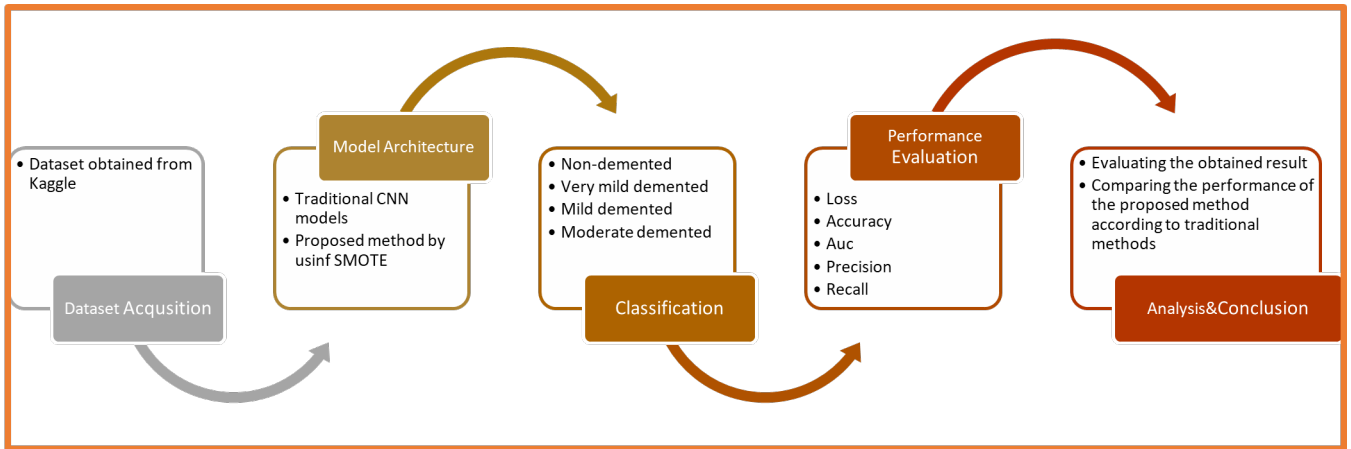 • Dataset obtained from
Kaggle
Dataset Acqusition
Model Architecture
• Traditional CNN
models
• Proposed method by
usinf SMOTE
• Non-demented
• Very mild demented
• Mild demented
• Moderate demented
Classification
Performance
Evaluation
• Loss
• Accuracy
• Auc
• Precision
• Recall
• Evaluating the obtained result
• Comparing the performance of
the proposed method
according to traditional
methods
Analysis&Conclusion